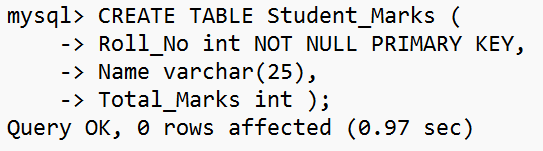 mysql> CREATE TABLE Student_Marks (
    -> Roll_No int NOT NULL PRIMARY KEY,
    -> Name varchar(25),
    -> Total_Marks int );
Query OK, 0 rows affected (0.97 sec)